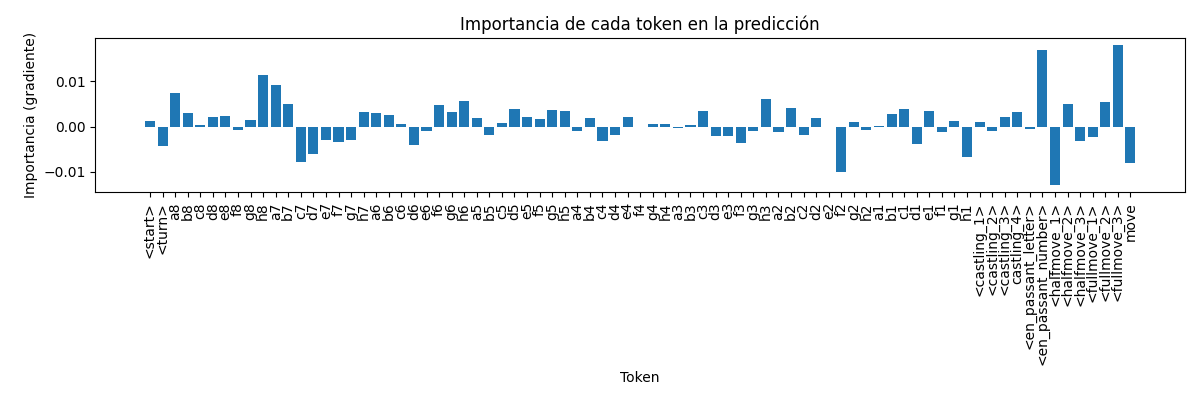 Importancia de cada token en la predicción
Importancia (gradiente)
0.01
0.00
−0.01
<start>
<turn>
a8
b8
c8
d8
e8
f8
g8
h8
a7
b7
c7
d7
e7
f7
g7
h7
a6
b6
c6
d6
e6
f6
g6
h6
a5
b5
c5
d5
e5
f5
g5
h5
a4
b4
c4
d4
e4
f4
g4
h4
a3
b3
c3
d3
e3
f3
g3
h3
a2
b2
c2
d2
e2
f2
g2
h2
a1
b1
c1
d1
e1
f1
g1
h1
<castling_1>
<castling_2>
<castling_3>
castling_4>
<en_passant_letter>
<en_passant_number>
<halfmove_1>
<halfmove_2>
<halfmove_3>
<fullmove_1>
<fullmove_2>
<fullmove_3>
move
Token